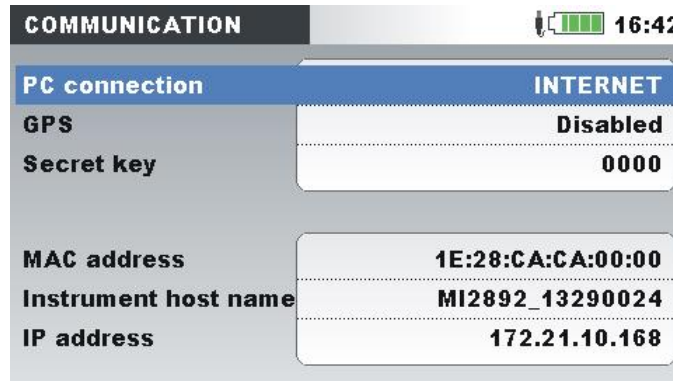 COMMUNICATION 16:42
PC connection INTERNET
GPS Disabled
Secret key 0000
MAC address 1E:28:CA:CA:00:00
Instrument host name MI2892_13290024
IP address 172.21.10.168